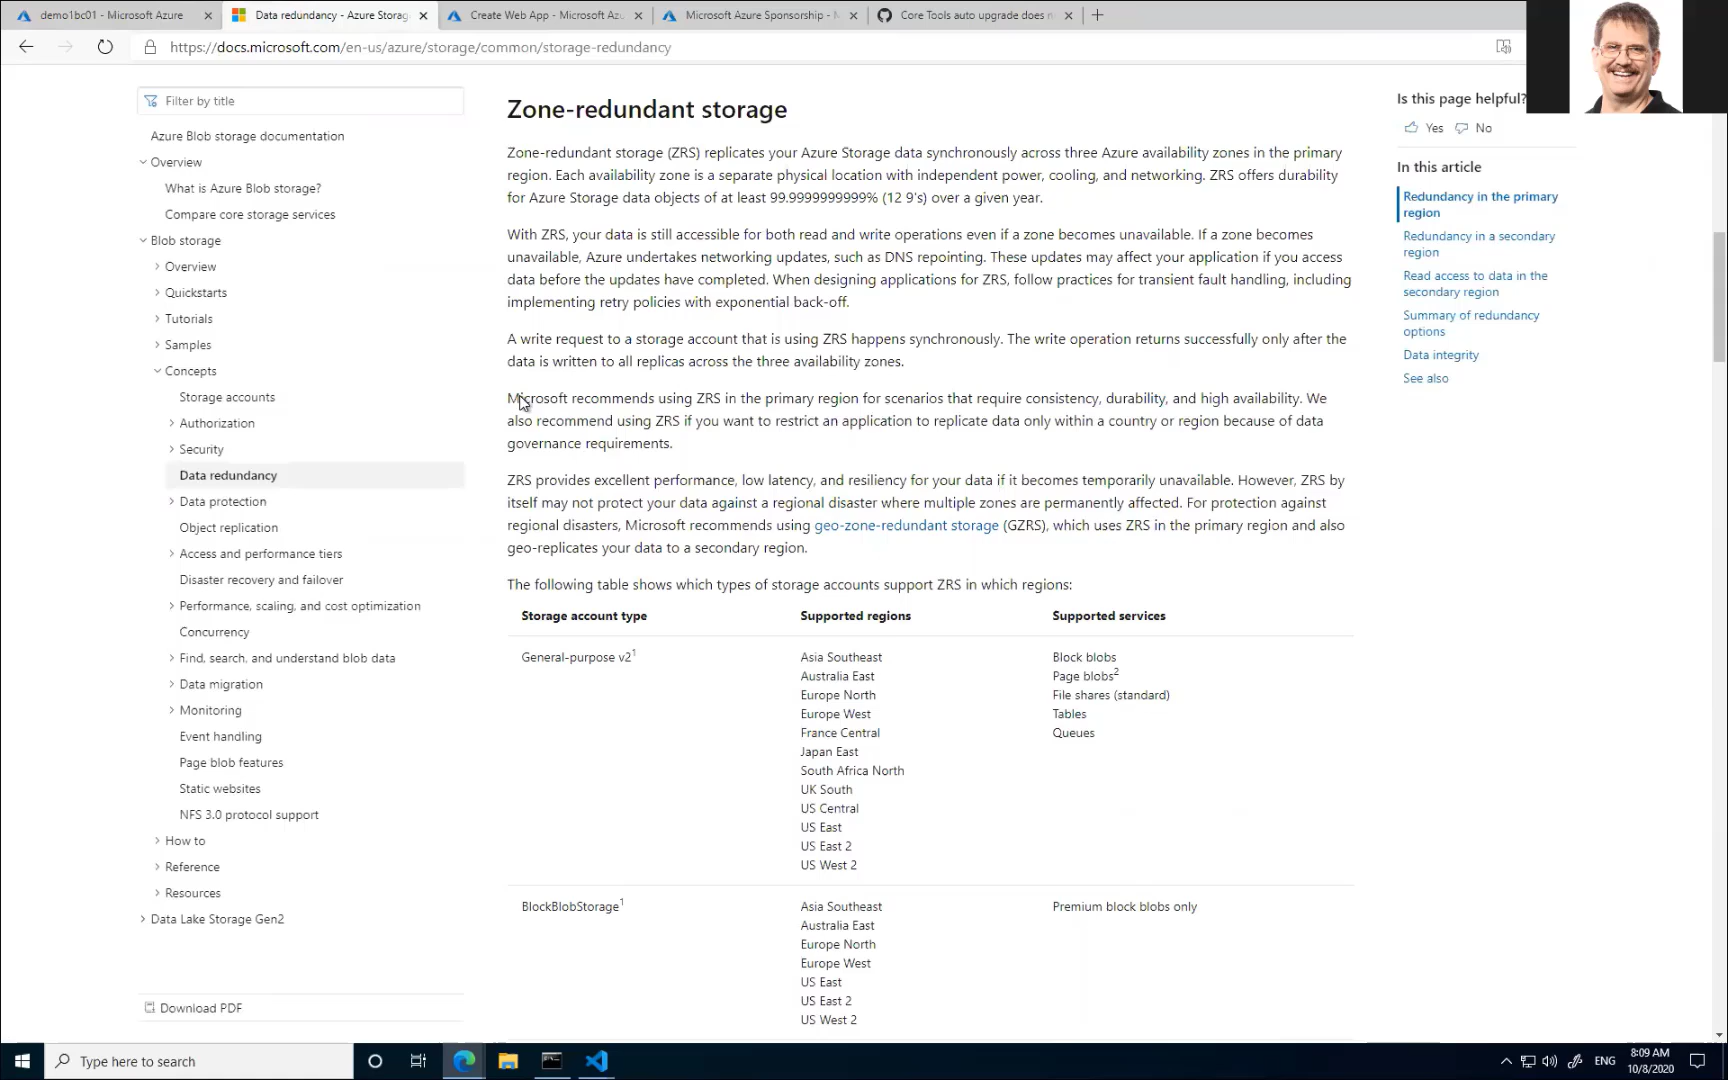 demo1bc01 - Microsoft Azure
Data redundancy - Azure Storag
Create Web App - Microsoft Azu
Microsoft Azure Sponsorship -
Core Tools auto upgrade does n
https://docs.microsoft.com/en-us/azure/storage/common/storage-redundancy
Filter by title
Azure Blob storage documentation
Overview
What is Azure Blob storage?
Compare core storage services
Blob storage
Overview
Quickstarts
Tutorials
Samples
Concepts
Storage accounts
Authorization
Security
Data redundancy
Data protection
Object replication
Access and performance tiers
Disaster recovery and failover
Performance, scaling, and cost optimization
Concurrency
Find, search, and understand blob data
Data migration
Monitoring
Event handling
Page blob features
Static websites
NFS 3.0 protocol support
How to
Reference
Resources
Data Lake Storage Gen2
Download PDF
Zone-redundant storage
Zone-redundant storage (ZRS) replicates your Azure Storage data synchronously across three Azure availability zones in the primary
region. Each availability zone is a separate physical location with independent power, cooling, and networking. ZRS offers durability
for Azure Storage data objects of at least 99.9999999999% (12 9's) over a given year.
With ZRS, your data is still accessible for both read and write operations even if a zone becomes unavailable. If a zone becomes
unavailable, Azure undertakes networking updates, such as DNS repointing. These updates may affect your application if you access
data before the updates have completed. When designing applications for ZRS, follow practices for transient fault handling, including
implementing retry policies with exponential back-off.
A write request to a storage account that is using ZRS happens synchronously. The write operation returns successfully only after the
data is written to all replicas across the three availability zones.
Microsoft recommends using ZRS in the primary region for scenarios that require consistency, durability, and high availability. We
also recommend using ZRS if you want to restrict an application to replicate data only within a country or region because of data
governance requirements.
ZRS provides excellent performance, low latency, and resiliency for your data if it becomes temporarily unavailable. However, ZRS by
itself may not protect your data against a regional disaster where multiple zones are permanently affected. For protection against
regional disasters, Microsoft recommends using geo-zone-redundant storage (GZRS), which uses ZRS in the primary region and also
geo-replicates your data to a secondary region.
The following table shows which types of storage accounts support ZRS in which regions:
Storage account type Supported regions Supported services
General-purpose v2¹ Asia Southeast Block blobs
Australia East Page blobs²
Europe North File shares (standard)
Europe West Tables
France Central Queues
Japan East
South Africa North
UK South
US Central
US East
US East 2
US West 2
BlockBlobStorage¹ Asia Southeast Premium block blobs only
Australia East
Europe North
Europe West
US East
US East 2
US West 2
Is this page helpful?
Yes No
In this article
Redundancy in the primary
region
Redundancy in a secondary
region
Read access to data in the
secondary region
Summary of redundancy
options
Data integrity
See also
Type here to search
ENG
8:09 AM
10/8/2020